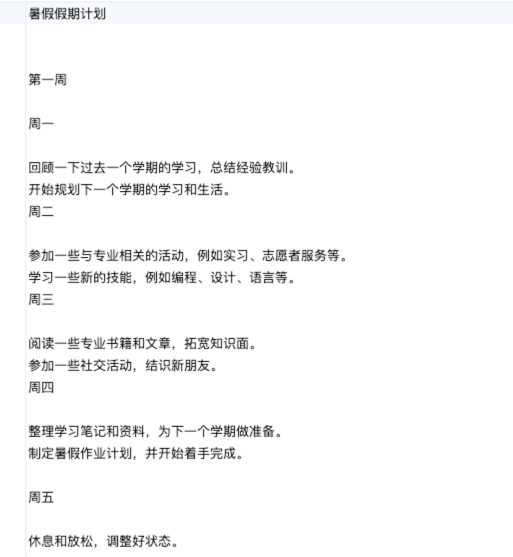 暑假假期计划
第一周
周一
回顾一下过去一个学期的学习，总结经验教训。
开始规划下一个学期的学习和生活。
周二
参加一些与专业相关的活动，例如实习、志愿者服务等。
学习一些新的技能，例如编程、设计、语言等。
周三
阅读一些专业书籍和文章，拓宽知识面。
参加一些社交活动，结识新朋友。
周四
整理学习笔记和资料，为下一个学期做准备。
制定暑假作业计划，并开始着手完成。
周五
休息和放松，调整好状态。